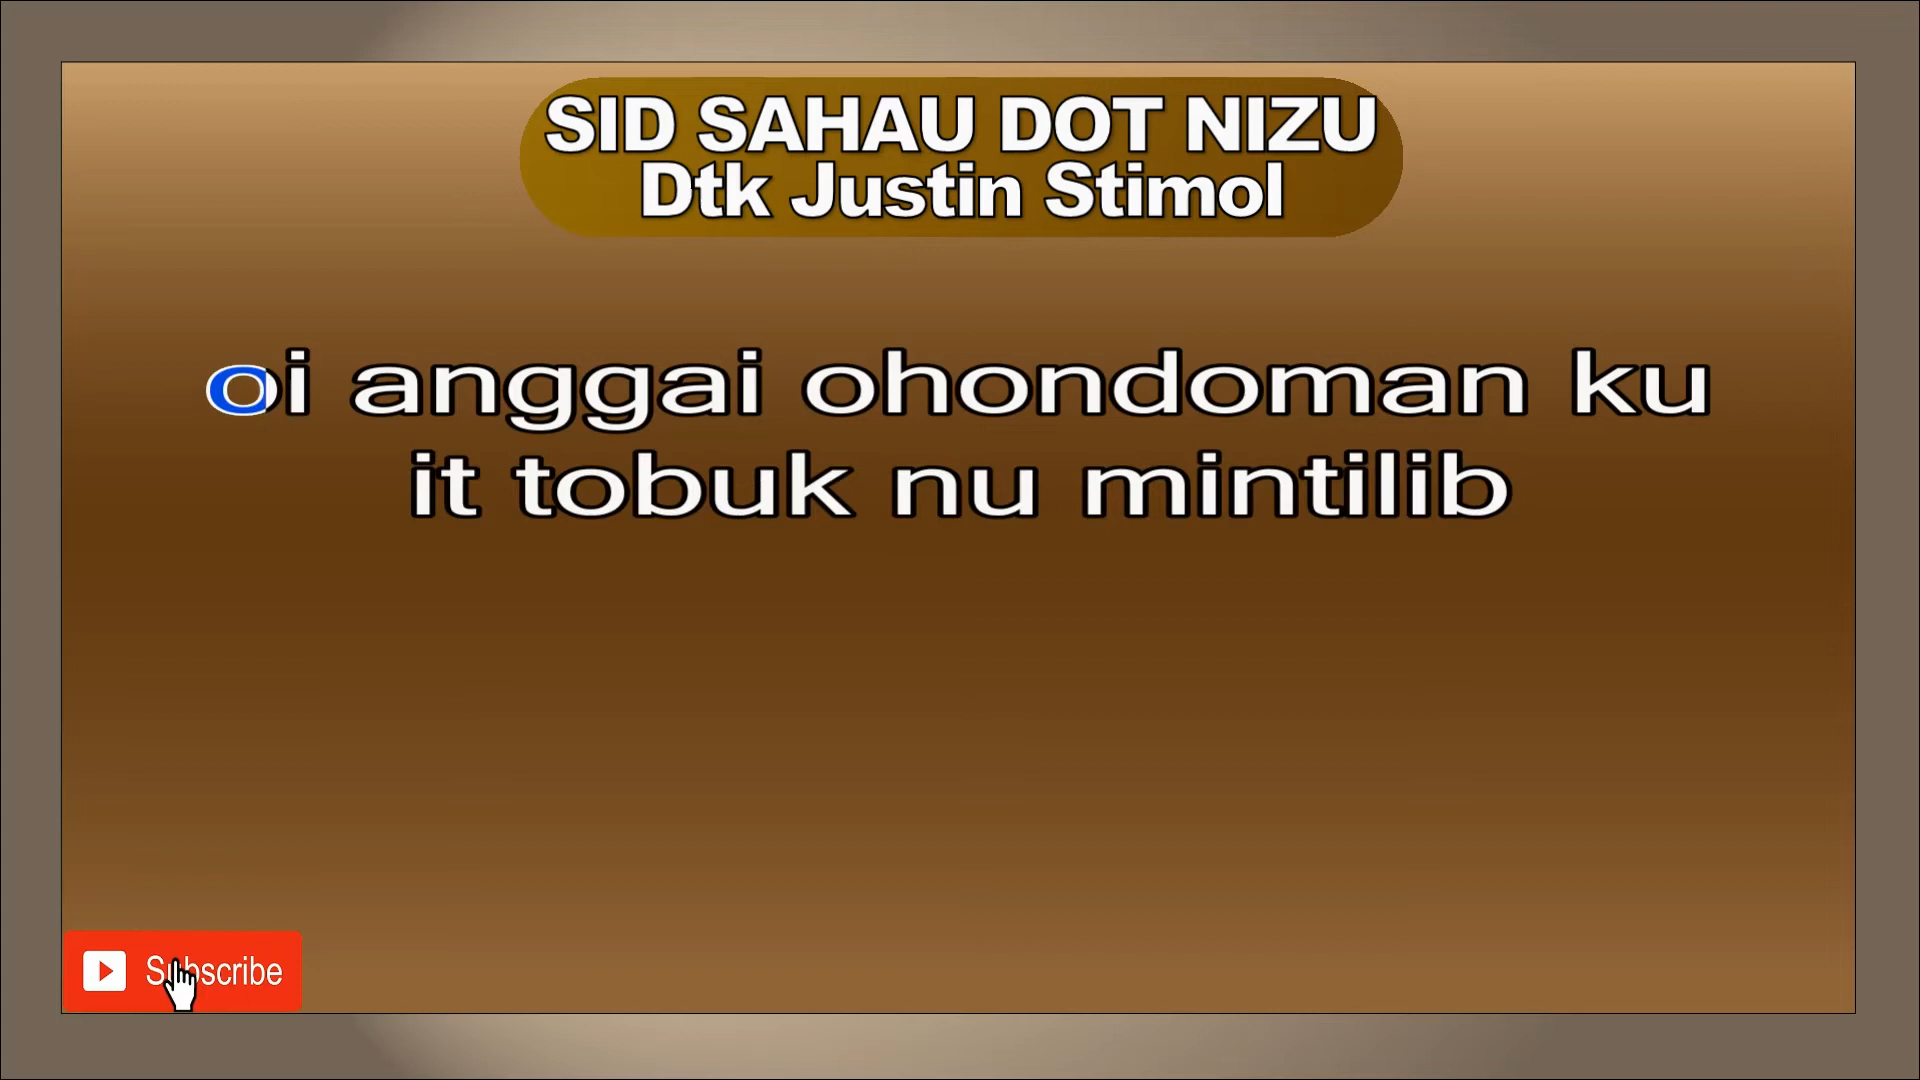 SID SAHAU DOT NIZU
Dtk Justin Stimol
oi anggai ohondoman ku
it tobuk nu mintilib
Subscribe